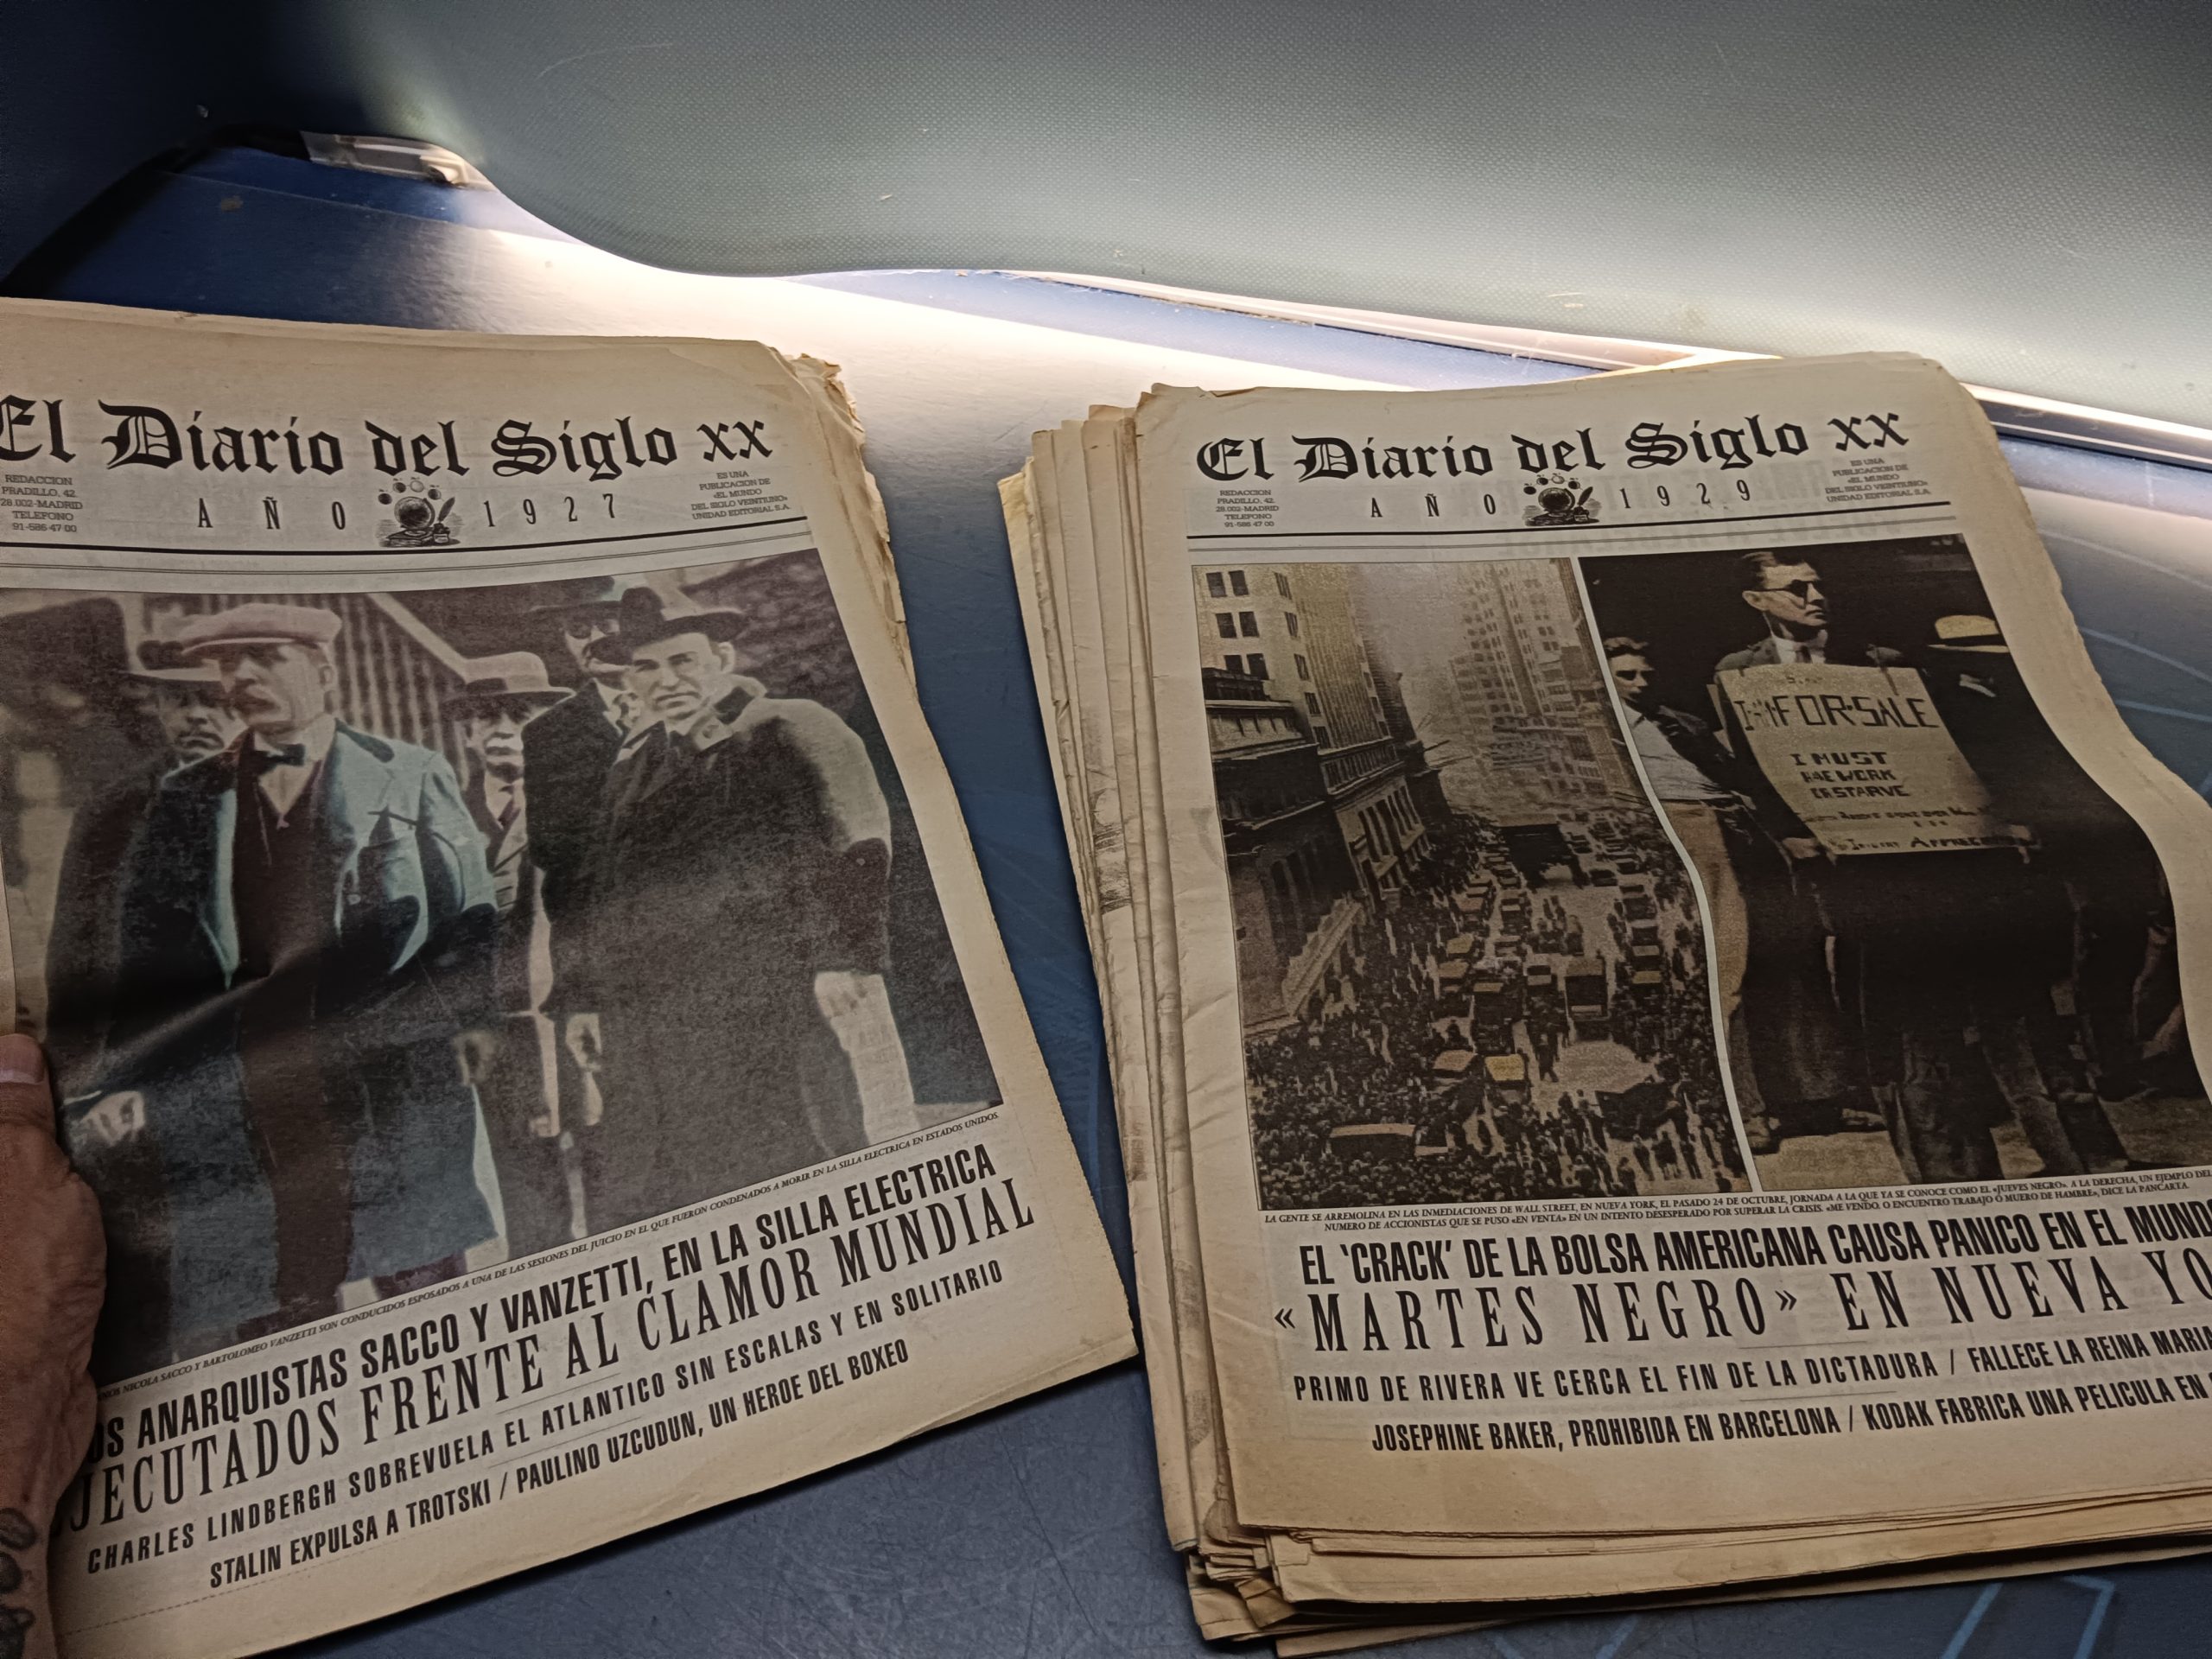 El Diario del Siglo XX
REDACCION
PRADILLO, 42.
28.002-MADRID
TELEFONO
91-586 47 00
AÑO 1927
ES UNA
PUBLICACION DE
«EL MUNDO
DEL SIGLO VEINTIUNO»
UNIDAD EDITORIAL S.A.
NICOLA SACCO Y BARTOLOMEO VANZETTI SON CONDUCIDOS ESPOSADOS A UNA DE LAS SESIONES DEL JUICIO EN EL QUE FUERON CONDENADOS A MORIR EN LA SILLA ELECTRICA EN ESTADOS UNIDOS.
OS ANARQUISTAS SACCO Y VANZETTI, EN LA SILLA ELECTRICA
JECUTADOS FRENTE AL CLAMOR MUNDIAL
CHARLES LINDBERGH SOBREVUELA EL ATLANTICO SIN ESCALAS Y EN SOLITARIO
STALIN EXPULSA A TROTSKI / PAULINO UZCUDUN, UN HEROE DEL BOXEO
El Diario del Siglo XX
REDACCION
PRADILLO, 42.
28.002-MADRID
TELEFONO
91-586 47 00
AÑO 1929
ES UNA
PUBLICACION DE
«EL MUNDO
DEL SIGLO VEINTIUNO»
UNIDAD EDITORIAL S.A.
FOR SALE
I MUST
WORK
OR STARVE
LA GENTE SE ARREMOLINA EN LAS INMEDIACIONES DE WALL STREET, EN NUEVA YORK, EL PASADO 24 DE OCTUBRE, JORNADA A LA QUE YA SE CONOCE COMO EL «JUEVES NEGRO». A LA DERECHA, UN EJEMPLO DEL
NUMERO DE ACCIONISTAS QUE SE PUSO «EN VENTA» EN UN INTENTO DESESPERADO POR SUPERAR LA CRISIS. «ME VENDO. O ENCUENTRO TRABAJO O MUERO DE HAMBRE», DICE LA PANCARTA.
EL 'CRACK' DE LA BOLSA AMERICANA CAUSA PANICO EN EL MUND
«MARTES NEGRO» EN NUEVA YO
PRIMO DE RIVERA VE CERCA EL FIN DE LA DICTADURA / FALLECE LA REINA MARIA
JOSEPHINE BAKER, PROHIBIDA EN BARCELONA / KODAK FABRICA UNA PELICULA EN